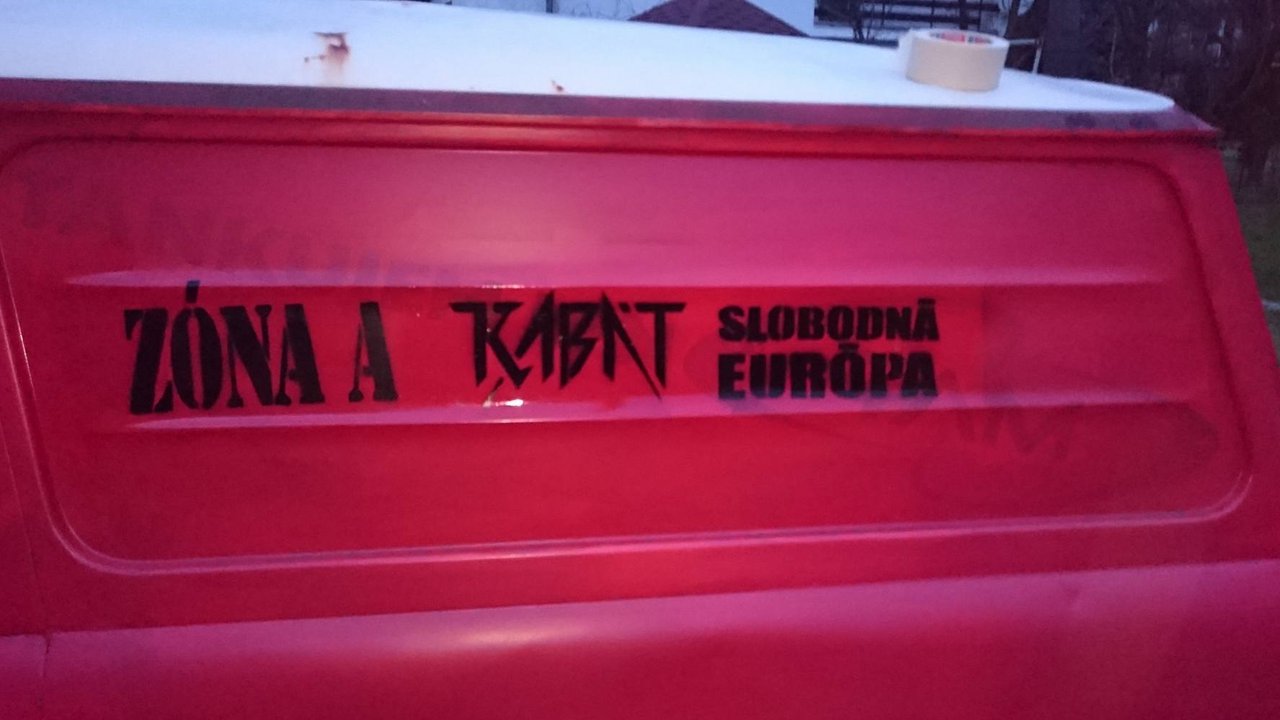 ZÓNA A
KABÁT
SLOBODNÁ
EURÓPA